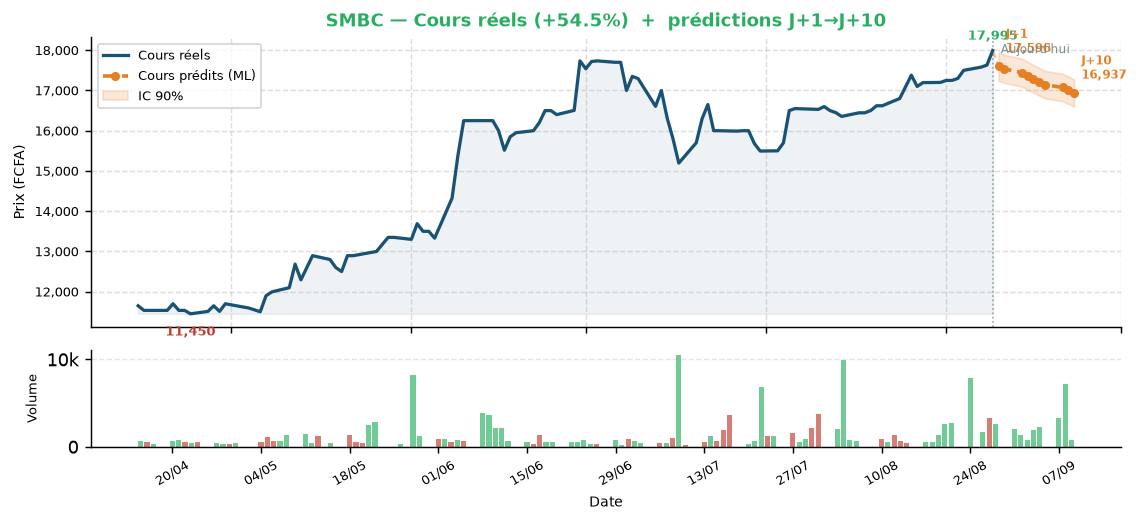 SMBC — Cours réels (+54.5%)  +  prédictions J+1→J+10
17,995
J+1
17,596
Aujourd'hui
J+10
16,937
Cours réels
Cours prédits (ML)
IC 90%
18,000
17,000
16,000
15,000
14,000
13,000
12,000
Prix (FCFA)
11,450
10k
0
Volume
20/04
04/05
18/05
01/06
15/06
29/06
13/07
27/07
10/08
24/08
07/09
Date